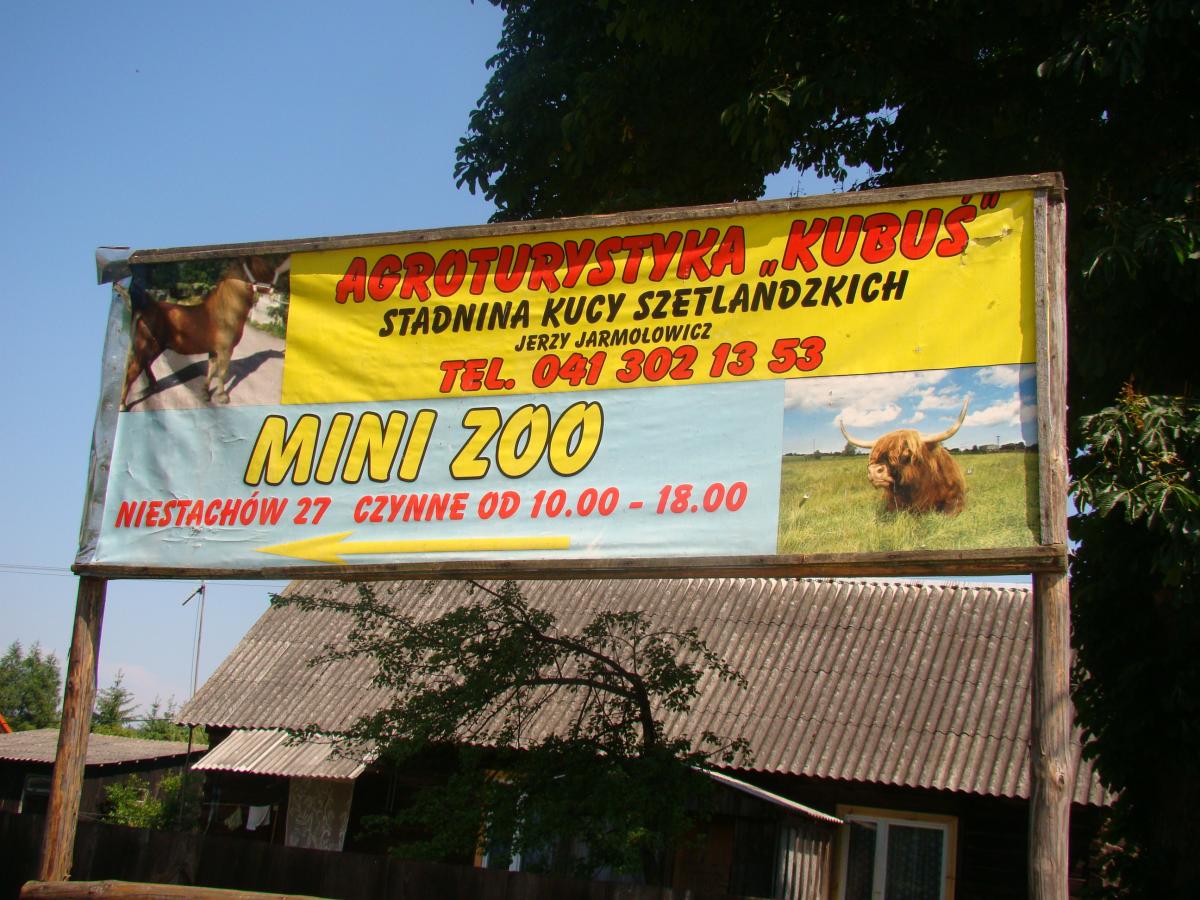 AGROTURYSTYKA „KUBUŚ"
STADNINA KUCY SZETLANDZKICH
JERZY JARMOLOWICZ
TEL. 041 302 13 53
MINI ZOO
NIESTACHÓW 27 CZYNNE OD 10.00 - 18.00